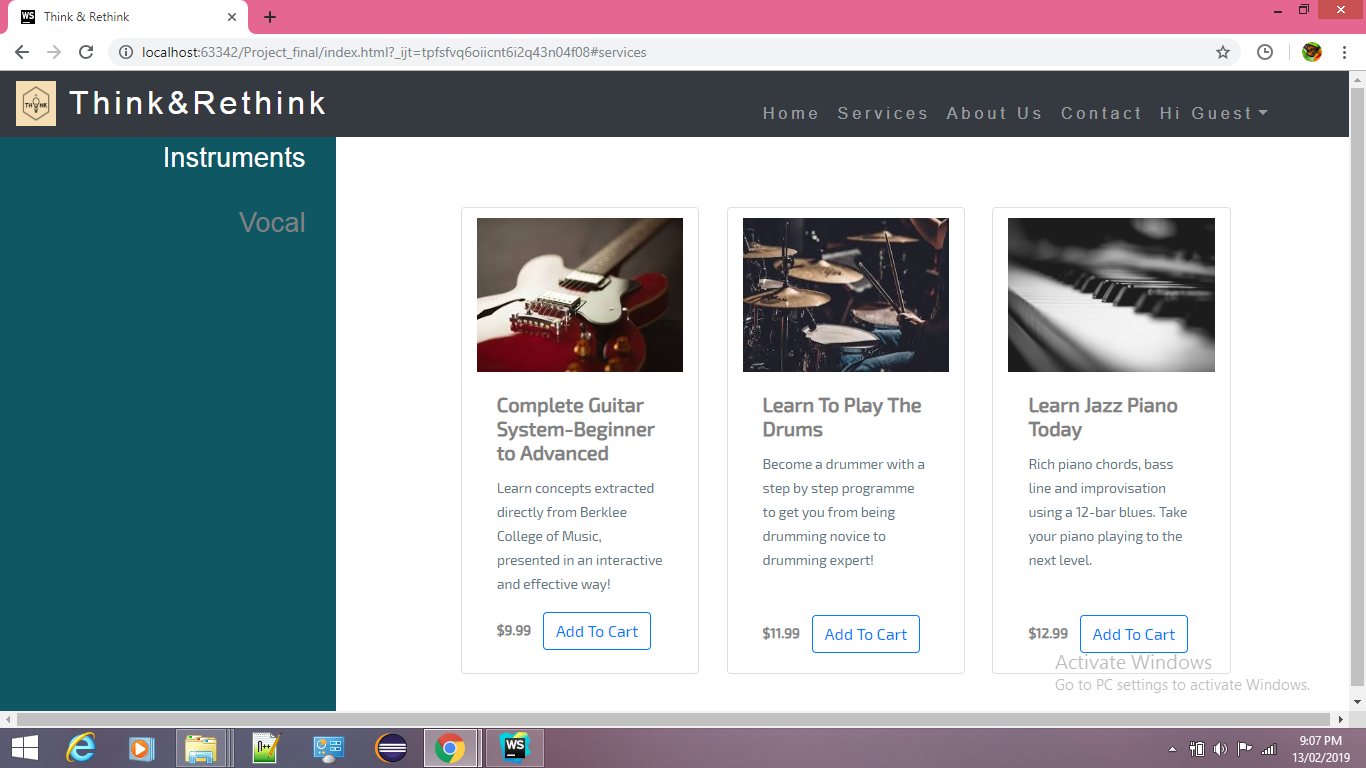 WS Think & Rethink
localhost:63342/Project_final/index.html?_ijt=tpfsfvq6oiicnt6i2q43n04f08#services
THINK Think&Rethink
Home Services About Us Contact Hi Guest
Instruments
Vocal
Complete Guitar
System-Beginner
to Advanced
Learn concepts extracted
directly from Berklee
College of Music,
presented in an interactive
and effective way!
$9.99 Add To Cart
Learn To Play The
Drums
Become a drummer with a
step by step programme
to get you from being
drumming novice to
drumming expert!
$11.99 Add To Cart
Learn Jazz Piano
Today
Rich piano chords, bass
line and improvisation
using a 12-bar blues. Take
your piano playing to the
next level.
$12.99 Add To Cart
Activate Windows
Go to PC settings to activate Windows.
WS
9:07 PM
13/02/2019